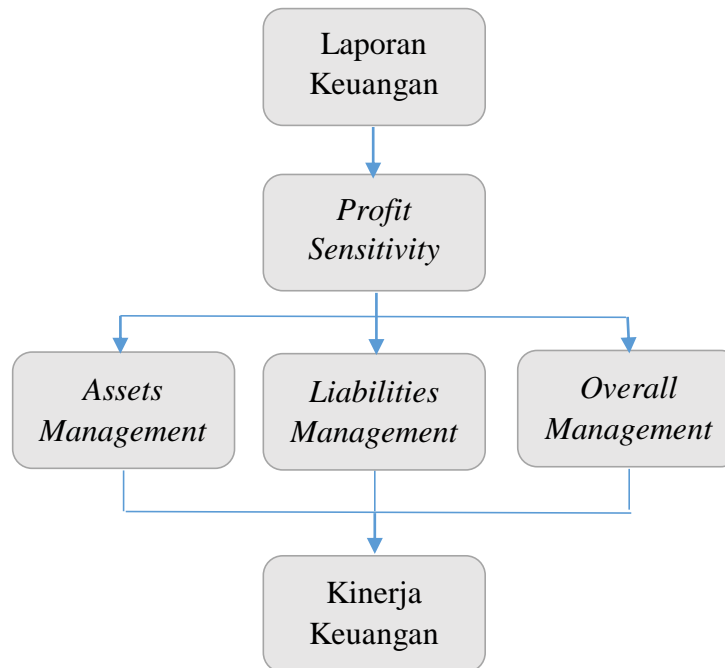 Laporan
Keuangan
Profit
Sensitivity
Assets
Management
Liabilities
Management
Overall
Management
Kinerja
Keuangan